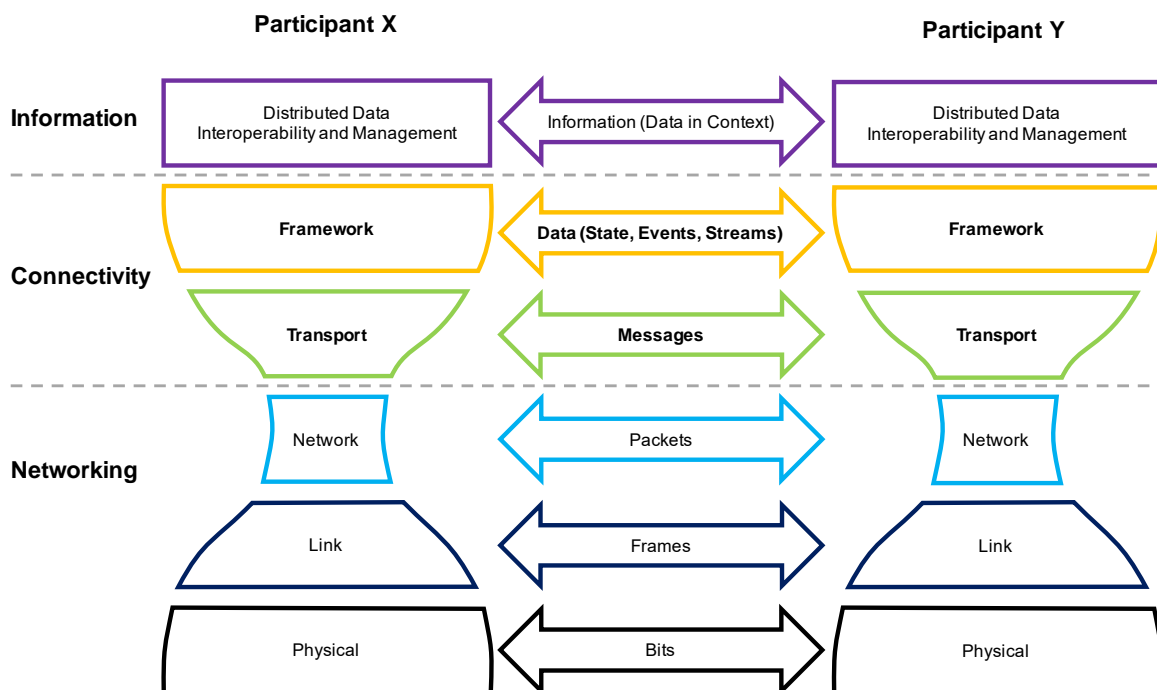 Participant X
Participant Y
Information
Distributed Data
Interoperability and Management
Information (Data in Context)
Distributed Data
Interoperability and Management
Framework
Data (State, Events, Streams)
Framework
Connectivity
Transport
Messages
Transport
Network
Packets
Network
Networking
Link
Frames
Link
Physical
Bits
Physical